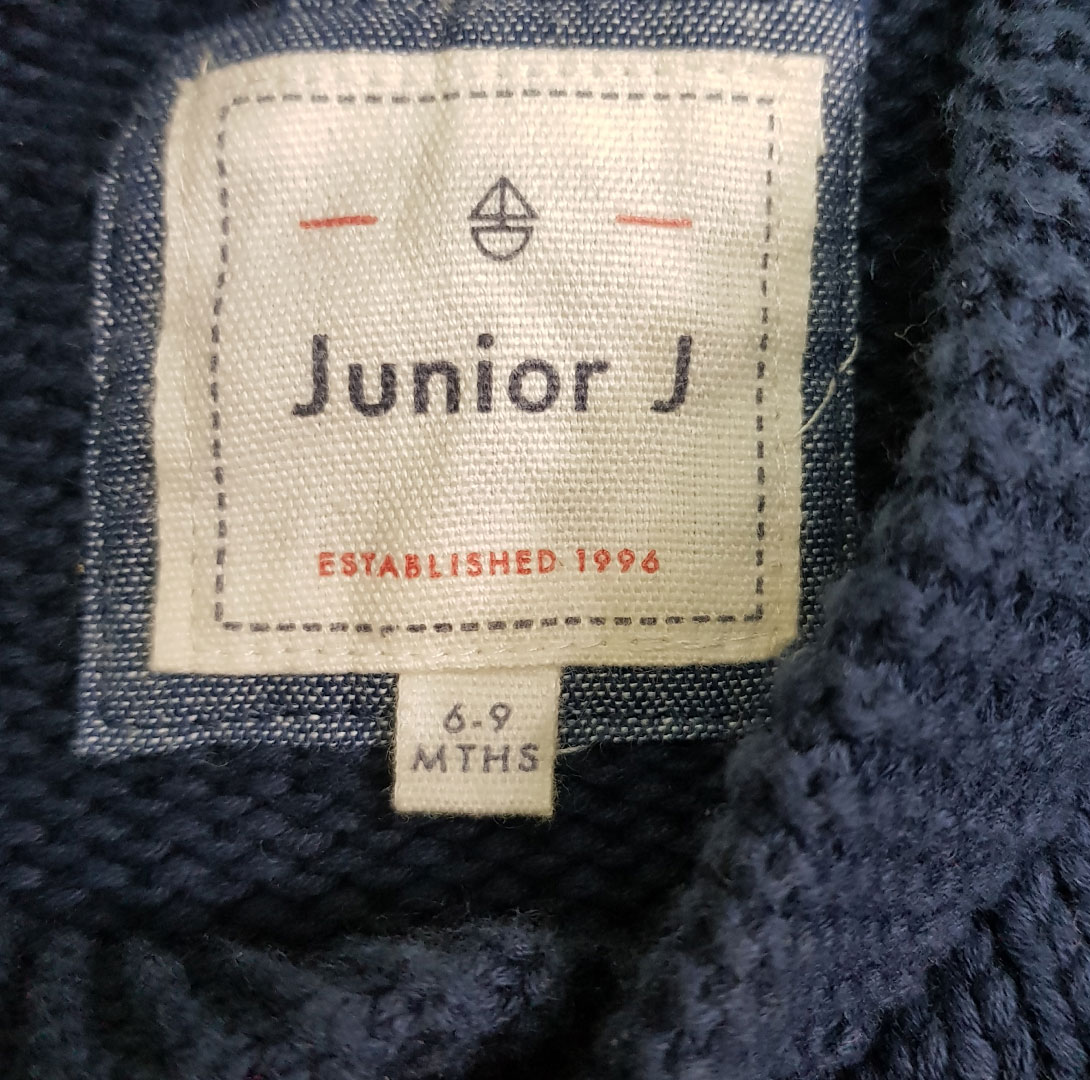 Junior J
ESTABLISHED 1996
6-9
MTHS